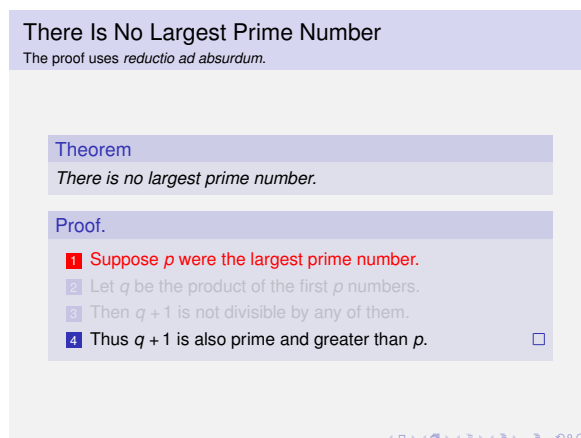 There Is No Largest Prime Number
The proof uses reductio ad absurdum.
Theorem
There is no largest prime number.
Proof.
1 Suppose p were the largest prime number.
2 Let q be the product of the first p numbers.
3 Then q + 1 is not divisible by any of them.
4 Thus q + 1 is also prime and greater than p.